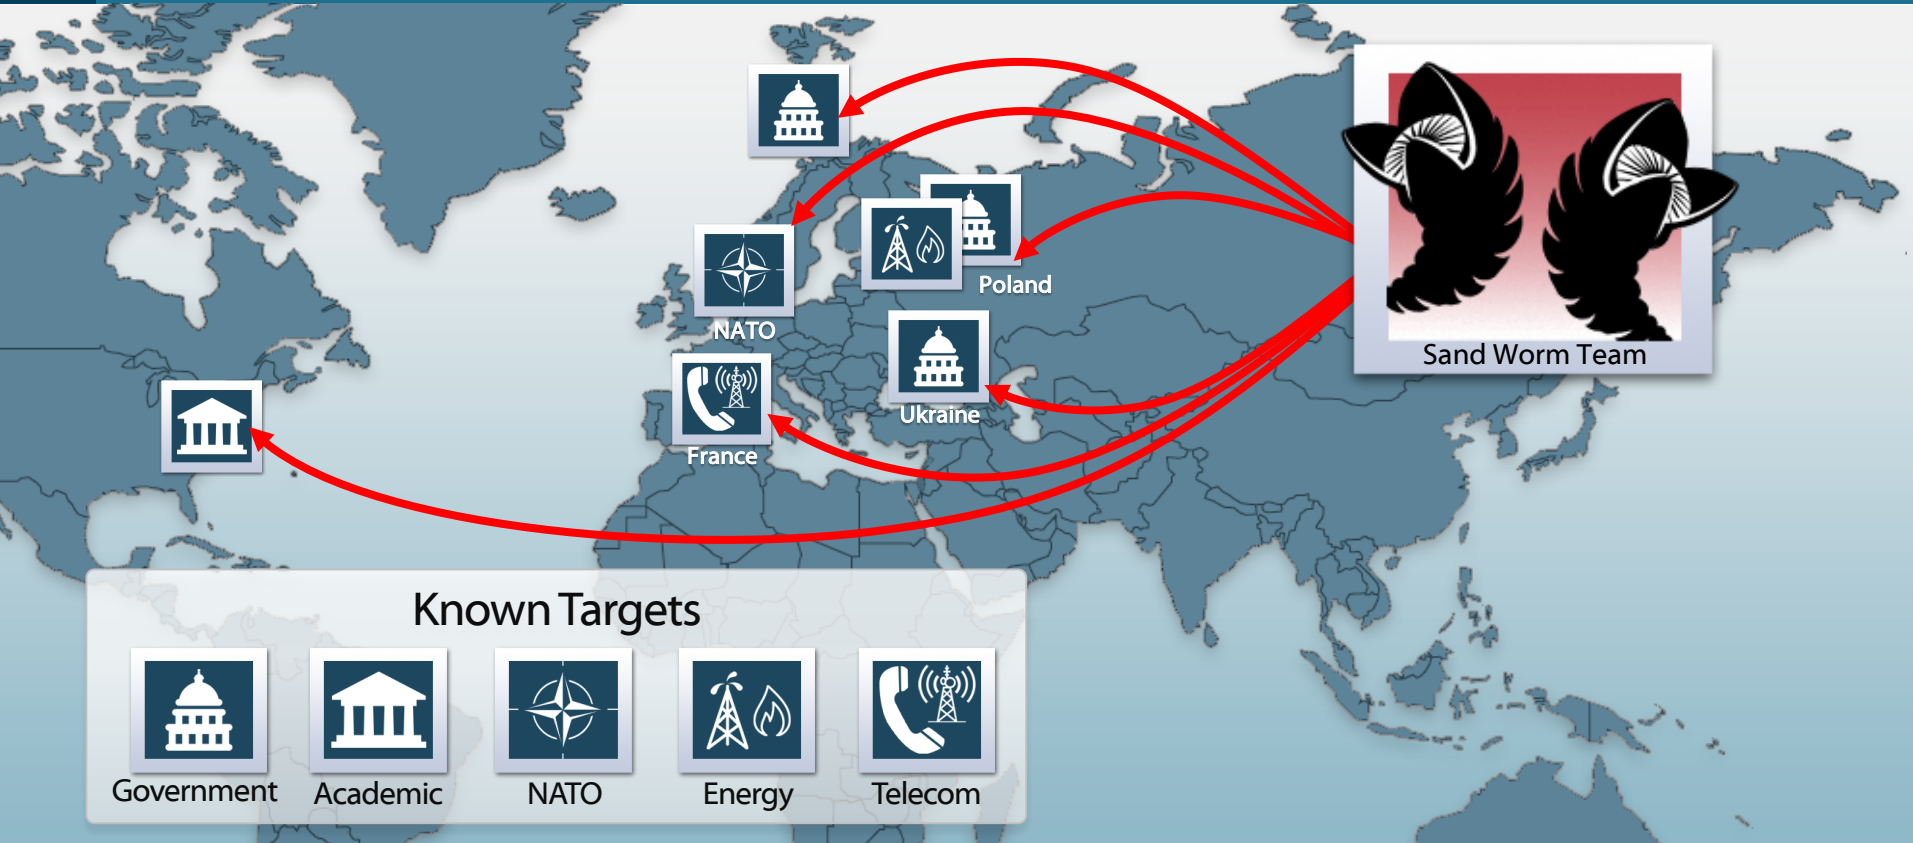 Poland
NATO
Sand Worm Team
Ukraine
France
Known Targets
Government
Academic
NATO
Energy
Telecom